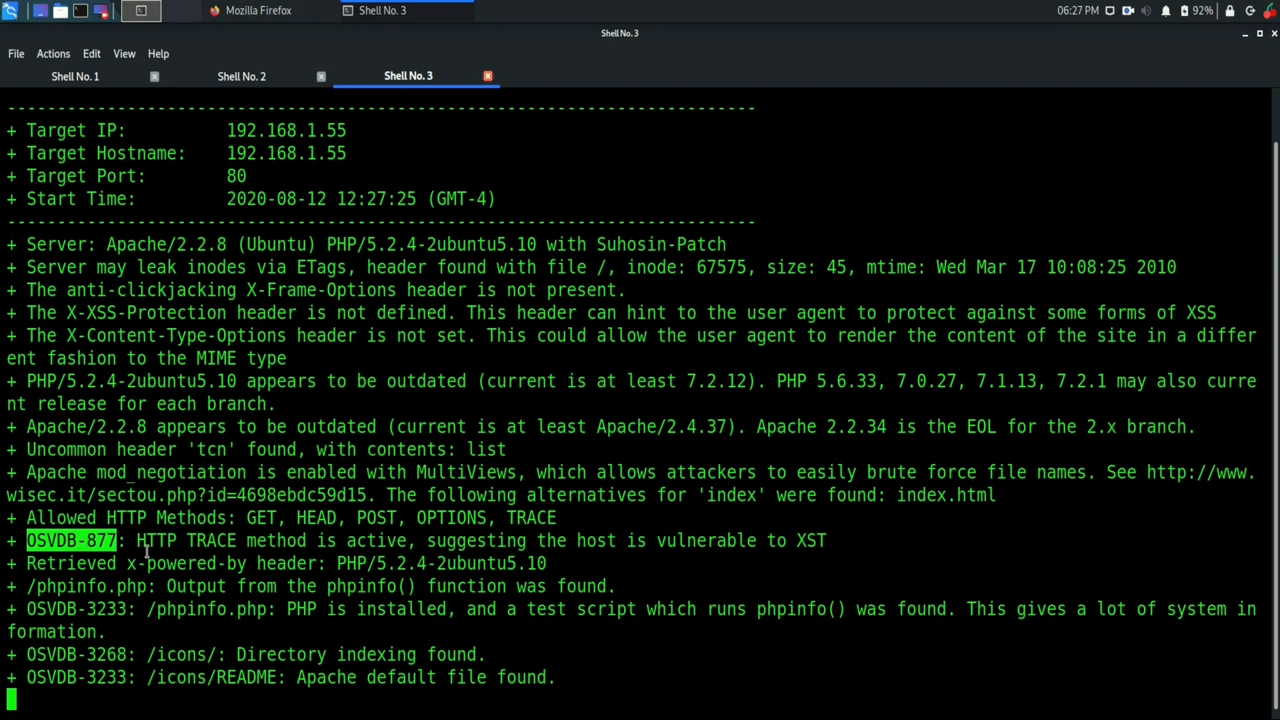 Mozilla Firefox
Shell No. 3
06:27 PM
92%
Shell No. 3
File Actions Edit View Help
Shell No. 1
Shell No. 2
Shell No. 3
---------------------------------------------------------------------------
+ Target IP: 192.168.1.55
+ Target Hostname: 192.168.1.55
+ Target Port: 80
+ Start Time: 2020-08-12 12:27:25 (GMT-4)
---------------------------------------------------------------------------
+ Server: Apache/2.2.8 (Ubuntu) PHP/5.2.4-2ubuntu5.10 with Suhosin-Patch
+ Server may leak inodes via ETags, header found with file /, inode: 67575, size: 45, mtime: Wed Mar 17 10:08:25 2010
+ The anti-clickjacking X-Frame-Options header is not present.
+ The X-XSS-Protection header is not defined. This header can hint to the user agent to protect against some forms of XSS
+ The X-Content-Type-Options header is not set. This could allow the user agent to render the content of the site in a differ
ent fashion to the MIME type
+ PHP/5.2.4-2ubuntu5.10 appears to be outdated (current is at least 7.2.12). PHP 5.6.33, 7.0.27, 7.1.13, 7.2.1 may also curre
nt release for each branch.
+ Apache/2.2.8 appears to be outdated (current is at least Apache/2.4.37). Apache 2.2.34 is the EOL for the 2.x branch.
+ Uncommon header 'tcn' found, with contents: list
+ Apache mod_negotiation is enabled with MultiViews, which allows attackers to easily brute force file names. See http://www.
wisec.it/sectou.php?id=4698ebdc59d15. The following alternatives for 'index' were found: index.html
+ Allowed HTTP Methods: GET, HEAD, POST, OPTIONS, TRACE
+ OSVDB-877: HTTP TRACE method is active, suggesting the host is vulnerable to XST
+ Retrieved x-powered-by header: PHP/5.2.4-2ubuntu5.10
+ /phpinfo.php: Output from the phpinfo() function was found.
+ OSVDB-3233: /phpinfo.php: PHP is installed, and a test script which runs phpinfo() was found. This gives a lot of system in
formation.
+ OSVDB-3268: /icons/: Directory indexing found.
+ OSVDB-3233: /icons/README: Apache default file found.